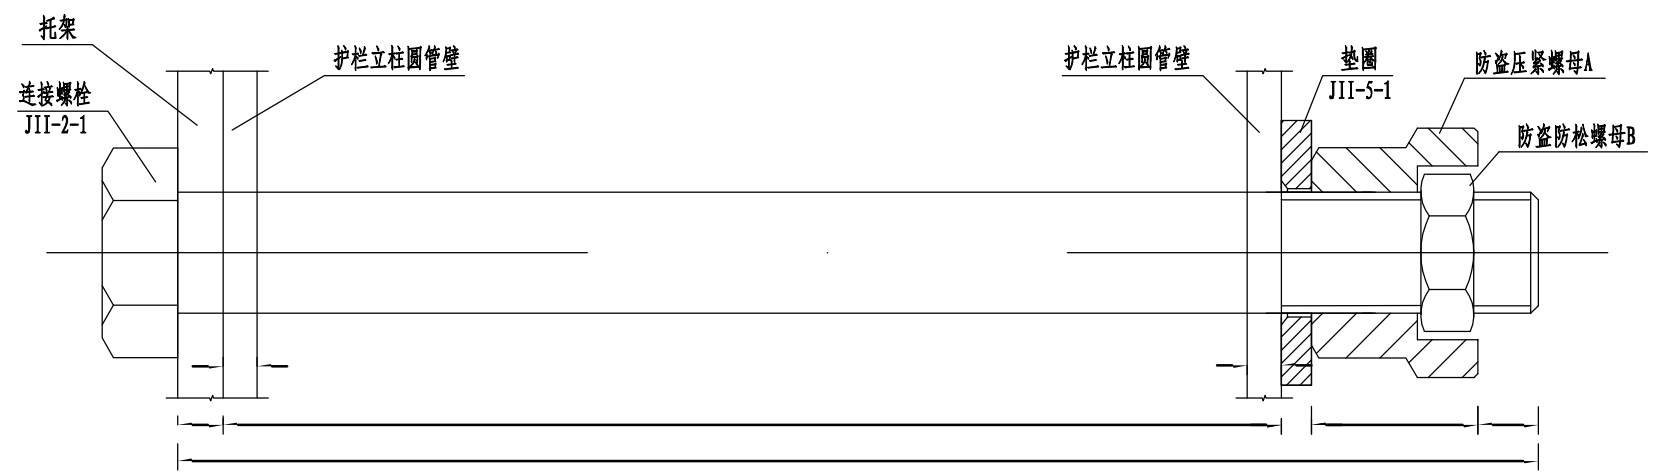 托架
护栏立柱圆管壁
连接螺栓
JII-2-1
护栏立柱圆管壁
垫圈
JII-5-1
防盗压紧螺母A
防盗防松螺母B